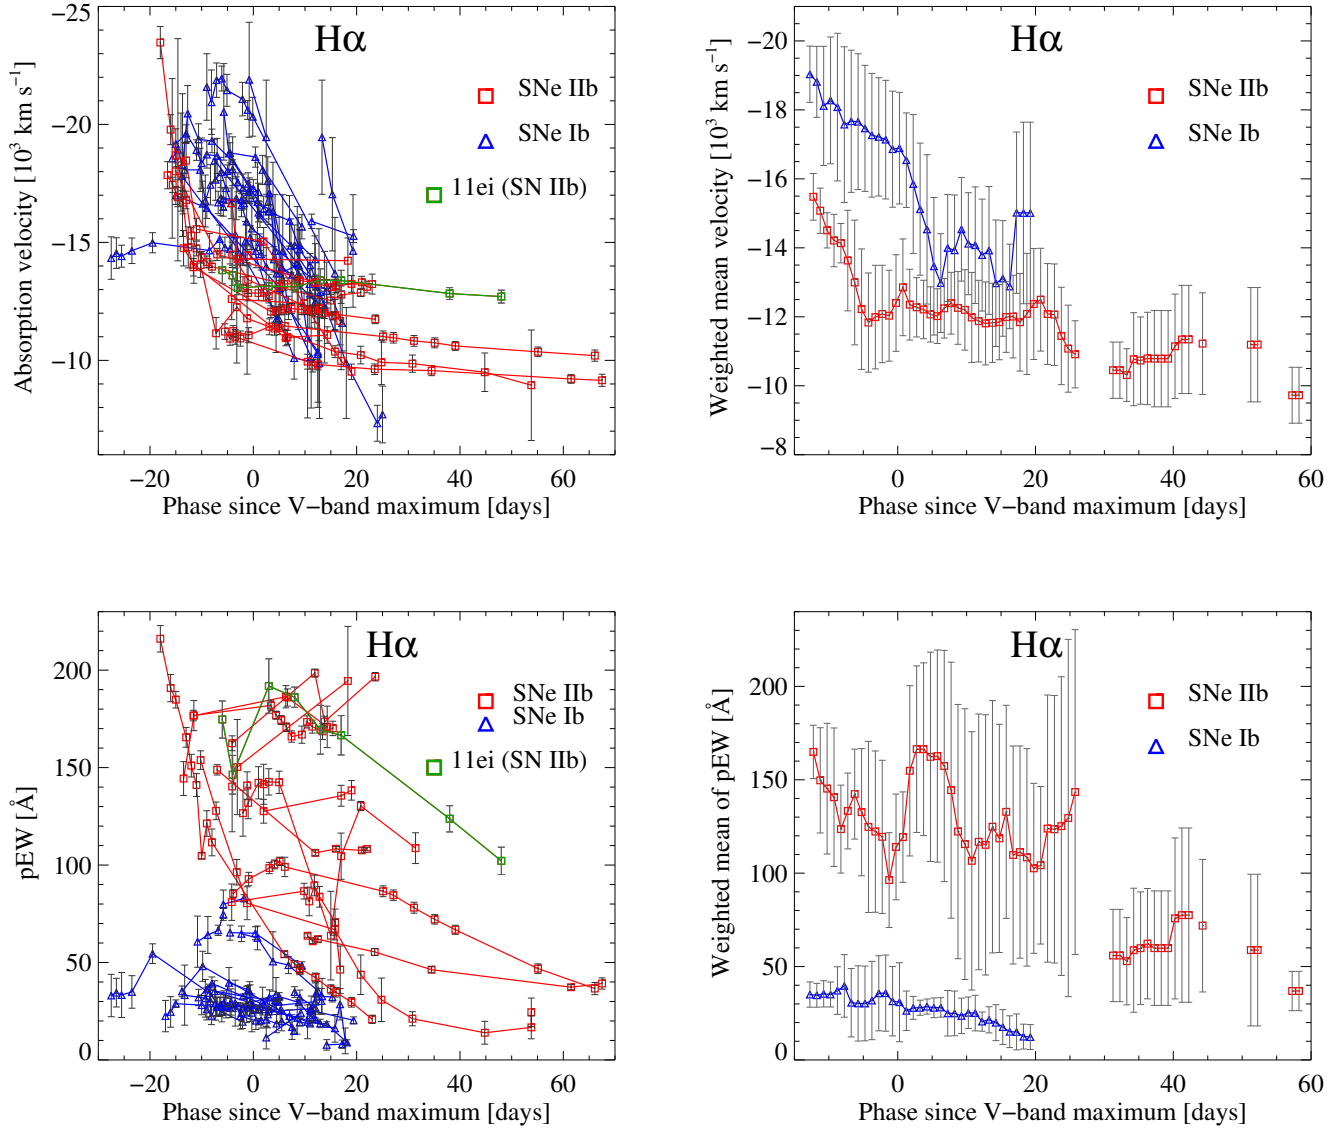 Hα
SNe IIb
SNe Ib
11ei (SN IIb)
−25
−20
−15
−10
Absorption velocity [10³ km s⁻¹]
−20 0 20 40 60
Phase since V−band maximum [days]
Hα
SNe IIb
SNe Ib
−20
−18
−16
−14
−12
−10
−8
Weighted mean velocity [10³ km s⁻¹]
0 20 40 60
Phase since V−band maximum [days]
Hα
SNe IIb
SNe Ib
11ei (SN IIb)
200
150
100
50
0
pEW [Å]
−20 0 20 40 60
Phase since V−band maximum [days]
Hα
SNe IIb
SNe Ib
200
150
100
50
0
Weighted mean of pEW [Å]
0 20 40 60
Phase since V−band maximum [days]